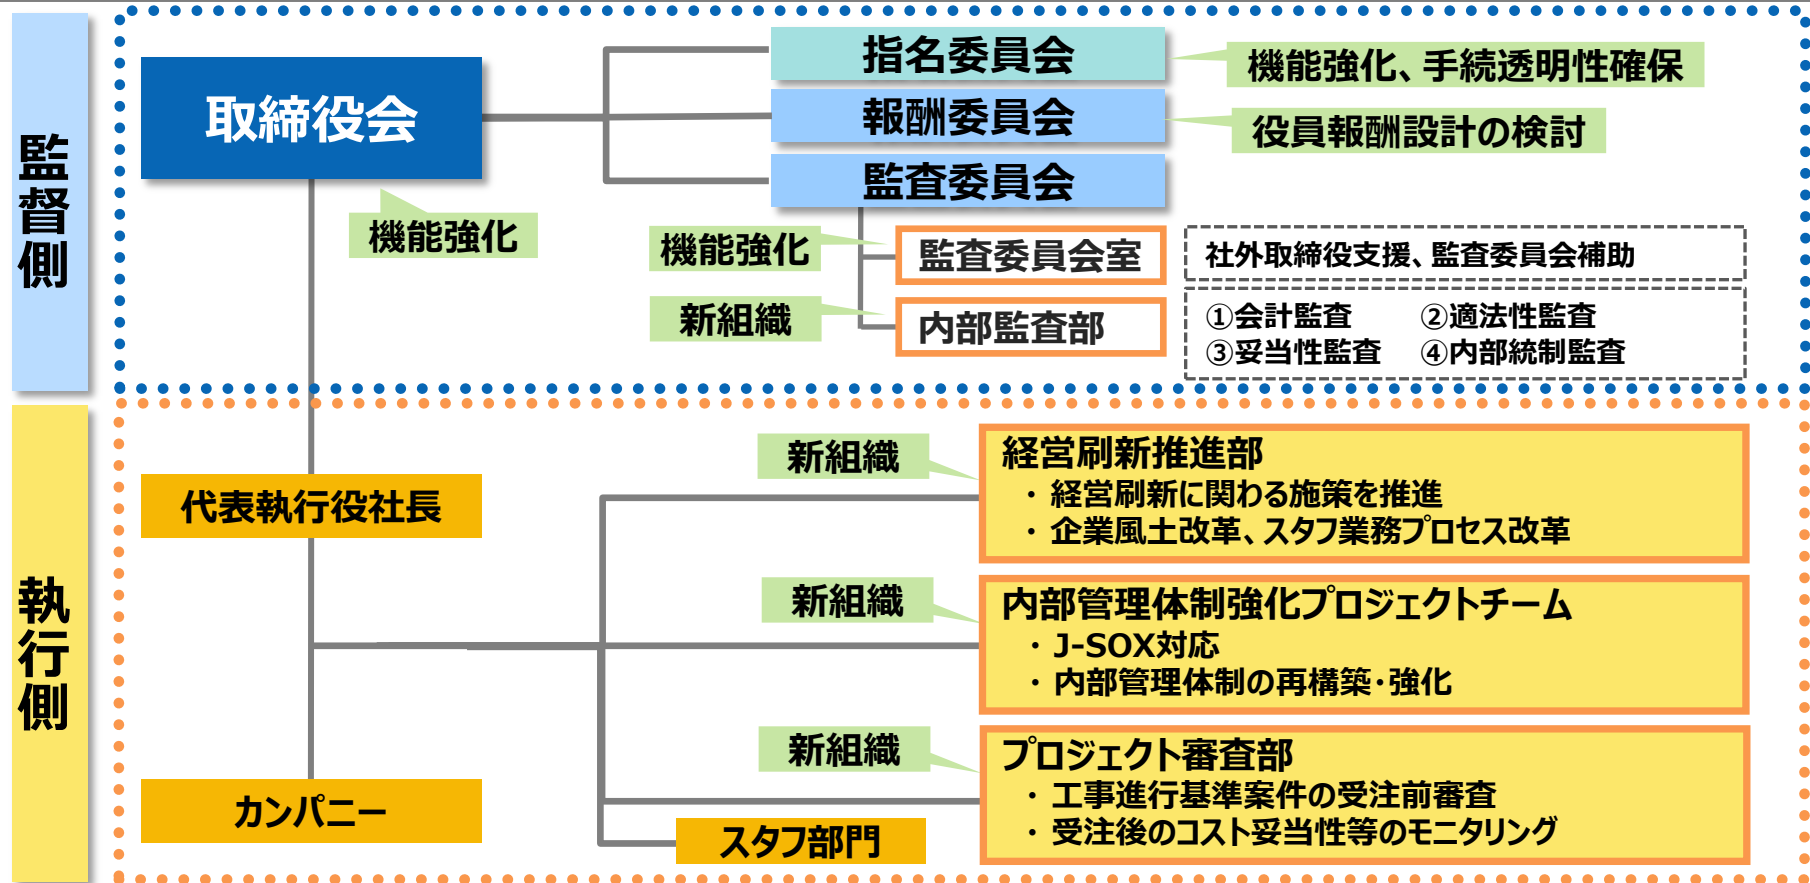 監督側
取締役会
機能強化
指名委員会
機能強化、手続透明性確保
報酬委員会
役員報酬設計の検討
監査委員会
機能強化
監査委員会室
社外取締役支援、監査委員会補助
新組織
内部監査部
①会計監査 ②適法性監査
③妥当性監査 ④内部統制監査
執行側
代表執行役社長
新組織
経営刷新推進部
・経営刷新に関わる施策を推進
・企業風土改革、スタフ業務プロセス改革
新組織
内部管理体制強化プロジェクトチーム
・J-SOX対応
・内部管理体制の再構築・強化
新組織
プロジェクト審査部
・工事進行基準案件の受注前審査
・受注後のコスト妥当性等のモニタリング
カンパニー
スタフ部門